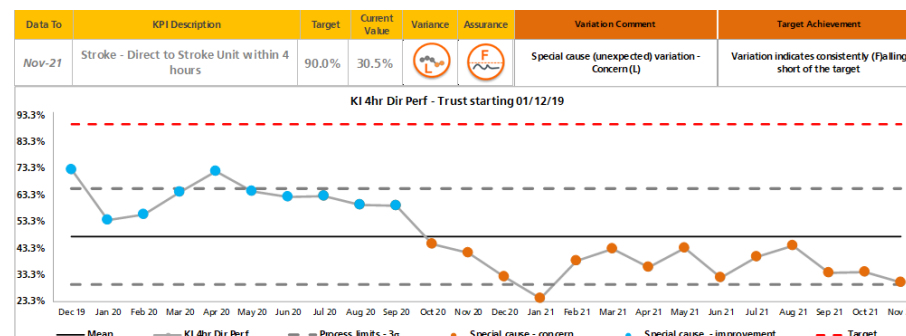 Data To KPI Description Target Current Value Variance Assurance Variation Comment Target Achievement
Nov-21 Stroke - Direct to Stroke Unit within 4 hours 90.0% 30.5% L F Special cause (unexpected) variation - Concern (L) Variation indicates consistently (F)alling short of the target
KI 4hr Dir Perf - Trust starting 01/12/19
93.3%
83.3%
73.3%
63.3%
53.3%
43.3%
33.3%
23.3%
Dec 19 Jan 20 Feb 20 Mar 20 Apr 20 May 20 Jun 20 Jul 20 Aug 20 Sep 20 Oct 20 Nov 20 Dec 20 Jan 21 Feb 21 Mar 21 Apr 21 May 21 Jun 21 Jul 21 Aug 21 Sep 21 Oct 21 Nov
Mean KI 4hr Dir Perf Process limits - 3σ Special cause - concern Special cause - improvement Target